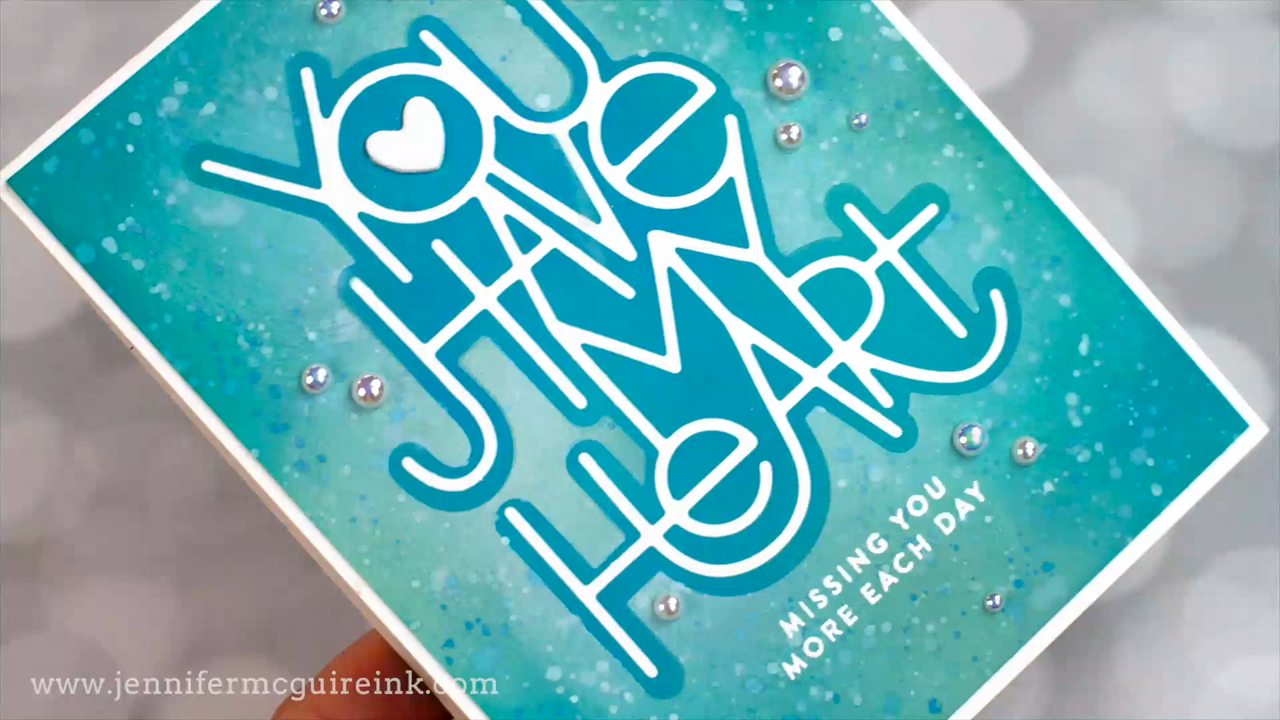 YOU
HAVE
MY
HEART
MISSING YOU
MORE EACH DAY
www.jennifermcguireink.com